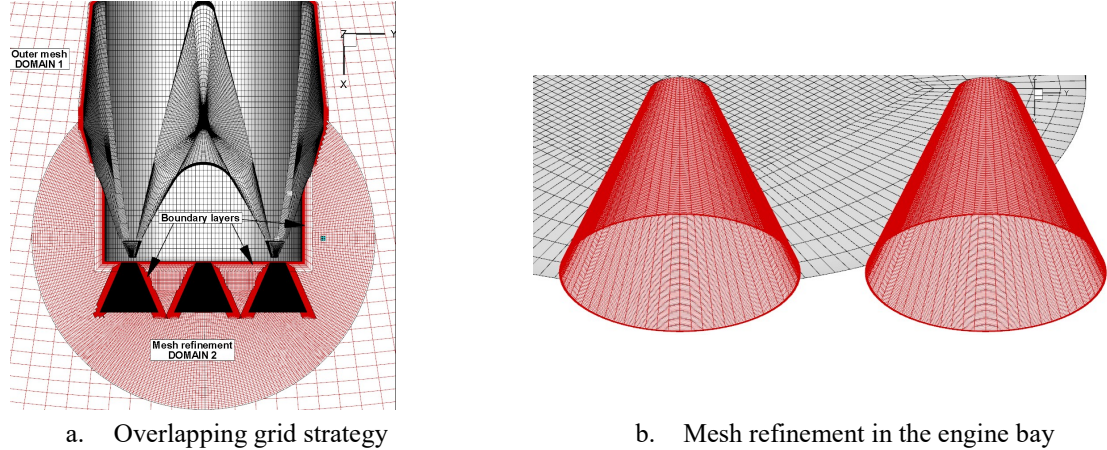 Outer mesh
DOMAIN 1
Z
Y
X
Boundary layers
Mesh refinement
DOMAIN 2
Y
a. Overlapping grid strategy
b. Mesh refinement in the engine bay